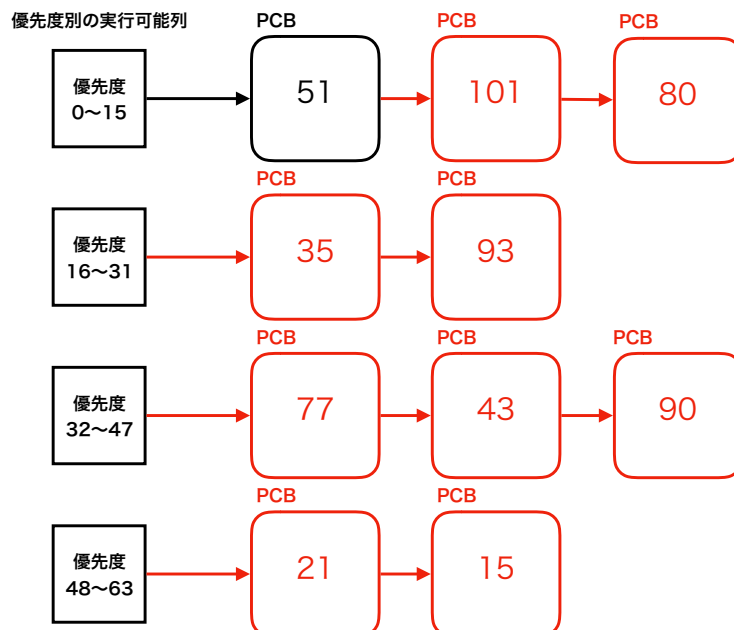 優先度別の実行可能列
PCB
PCB
PCB
優先度
0〜15
51
101
80
PCB
PCB
優先度
16〜31
35
93
PCB
PCB
PCB
優先度
32〜47
77
43
90
PCB
PCB
優先度
48〜63
21
15